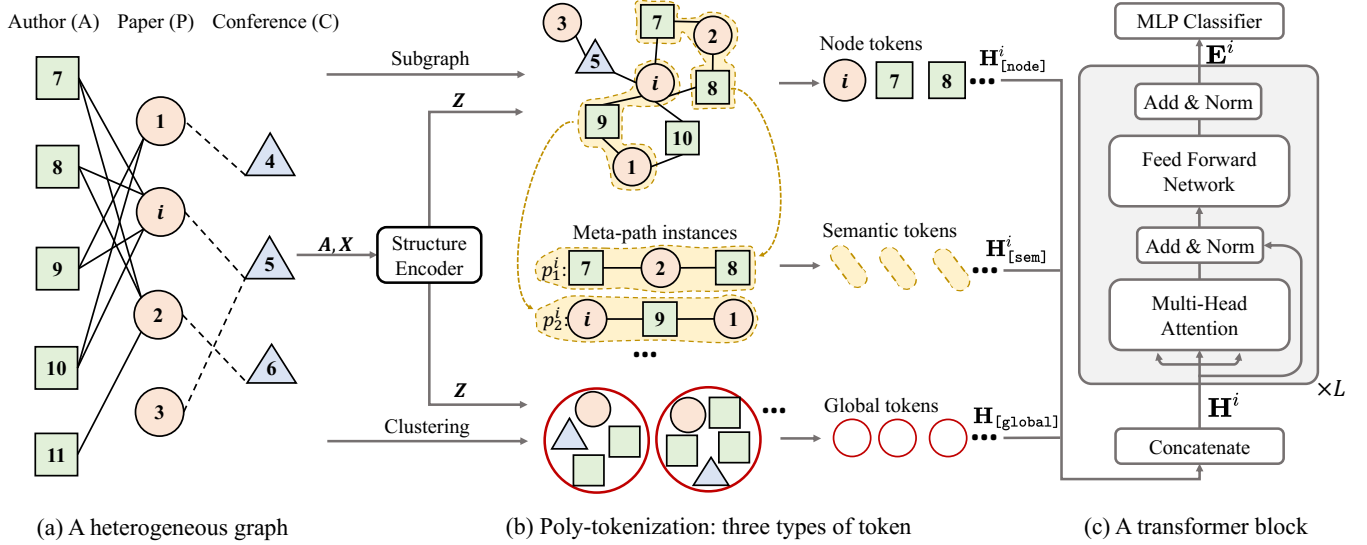 Author (A) Paper (P) Conference (C)
7
8
9
10
11
1
i
2
3
4
5
6
A, X
Structure
Encoder
Subgraph
Z
Z
Clustering
3
5
7
2
i
8
9
10
1
Meta-path instances
p_1^i: 7 2 8
p_2^i: i 9 1
...
...
Node tokens
i 7 8 ...
H^i_[node]
Semantic tokens
...
H^i_[sem]
Global tokens
...
H_[global]
MLP Classifier
E^i
Add & Norm
Feed Forward
Network
Add & Norm
Multi-Head
Attention
×L
H^i
Concatenate
(a) A heterogeneous graph
(b) Poly-tokenization: three types of token
(c) A transformer block